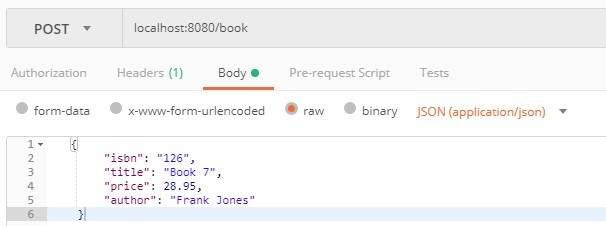 POST localhost:8080/book
Authorization Headers (1) Body Pre-request Script Tests
form-data x-www-form-urlencoded raw binary JSON (application/json)
1 {
2 "isbn": "126",
3 "title": "Book 7",
4 "price": 28.95,
5 "author": "Frank Jones"
6 }